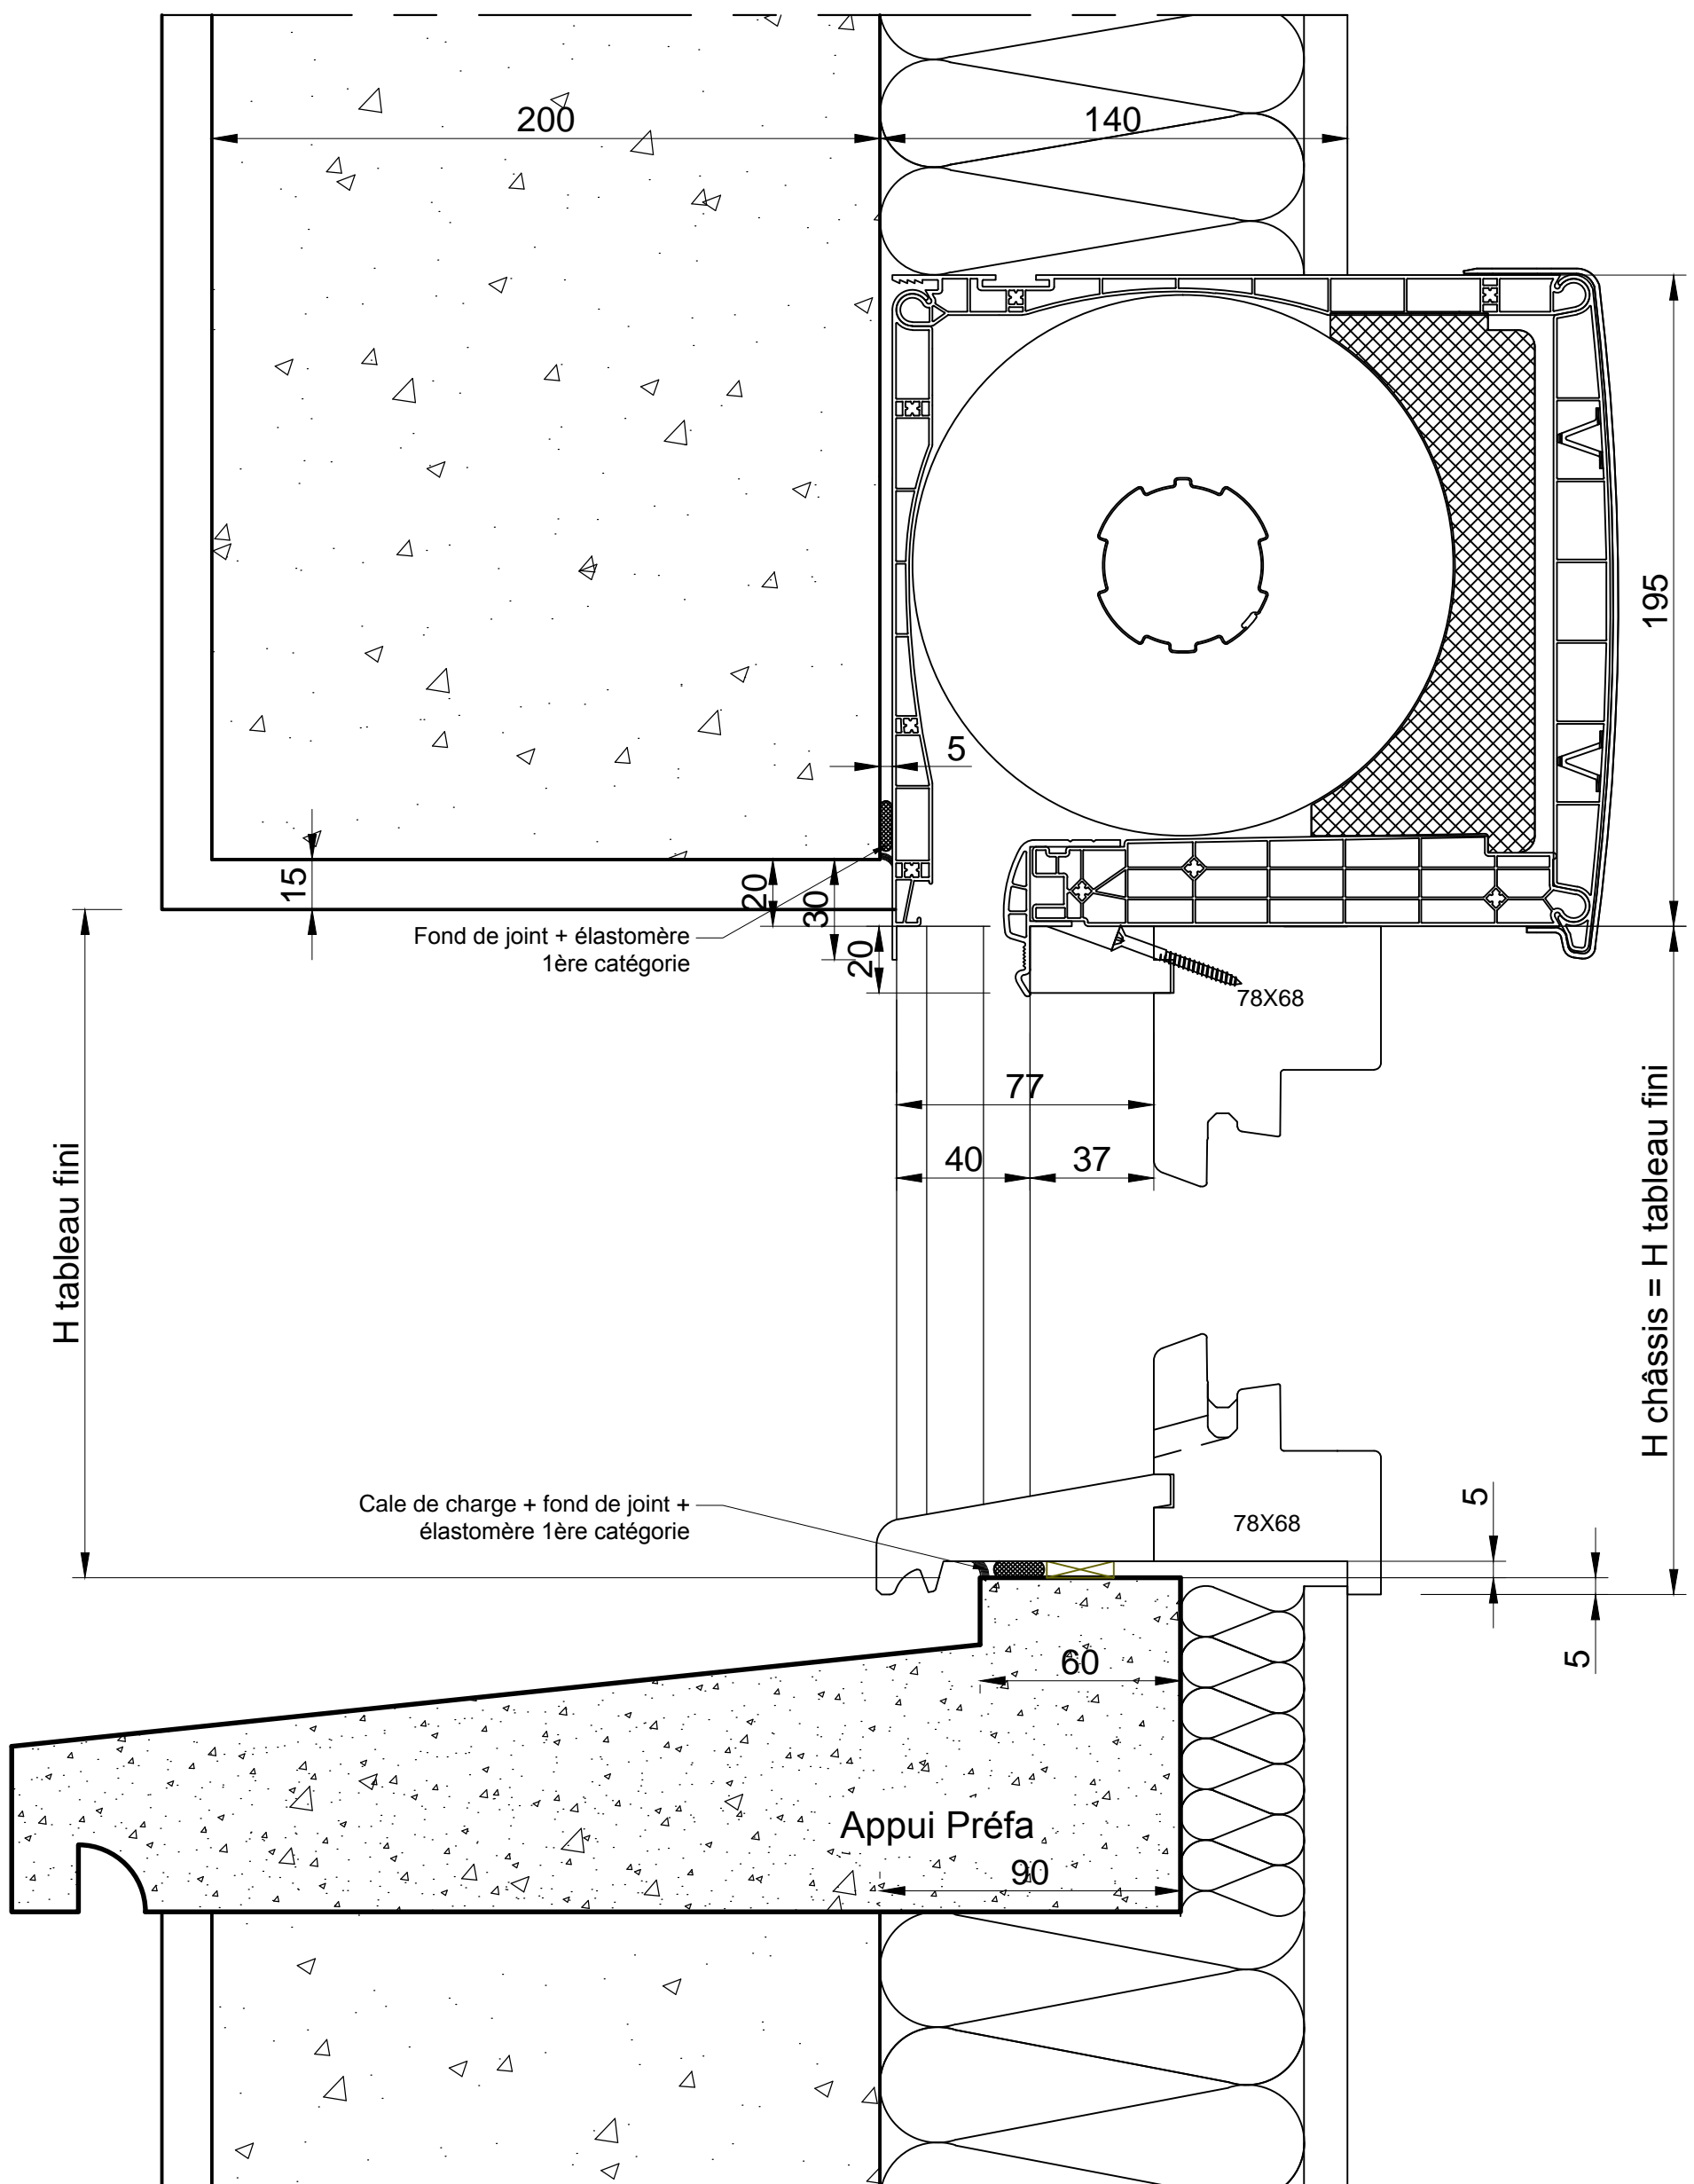 200
140
195
5
15
20
30
20
Fond de joint + élastomère
1ère catégorie
78X68
77
40
37
H tableau fini
H châssis = H tableau fini
Cale de charge + fond de joint +
élastomère 1ère catégorie
78X68
5
5
60
Appui Préfa
90